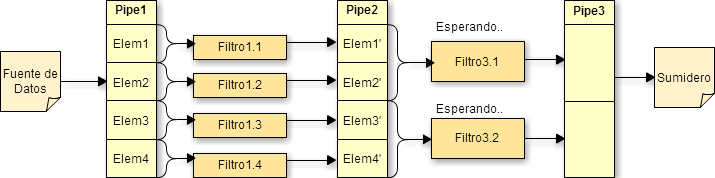 Fuente de
Datos
Pipe1
Elem1
Elem2
Elem3
Elem4
Filtro1.1
Filtro1.2
Filtro1.3
Filtro1.4
Pipe2
Elem1'
Elem2'
Elem3'
Elem4'
Esperando..
Filtro3.1
Esperando..
Filtro3.2
Pipe3
Sumidero